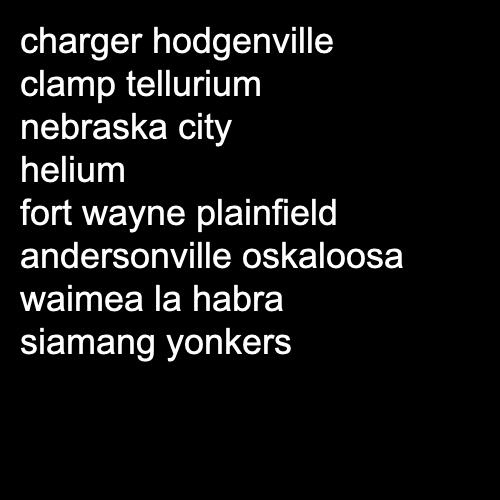 charger hodgenville
clamp tellurium
nebraska city
helium
fort wayne plainfield
andersonville oskaloosa
waimea la habra
siamang yonkers